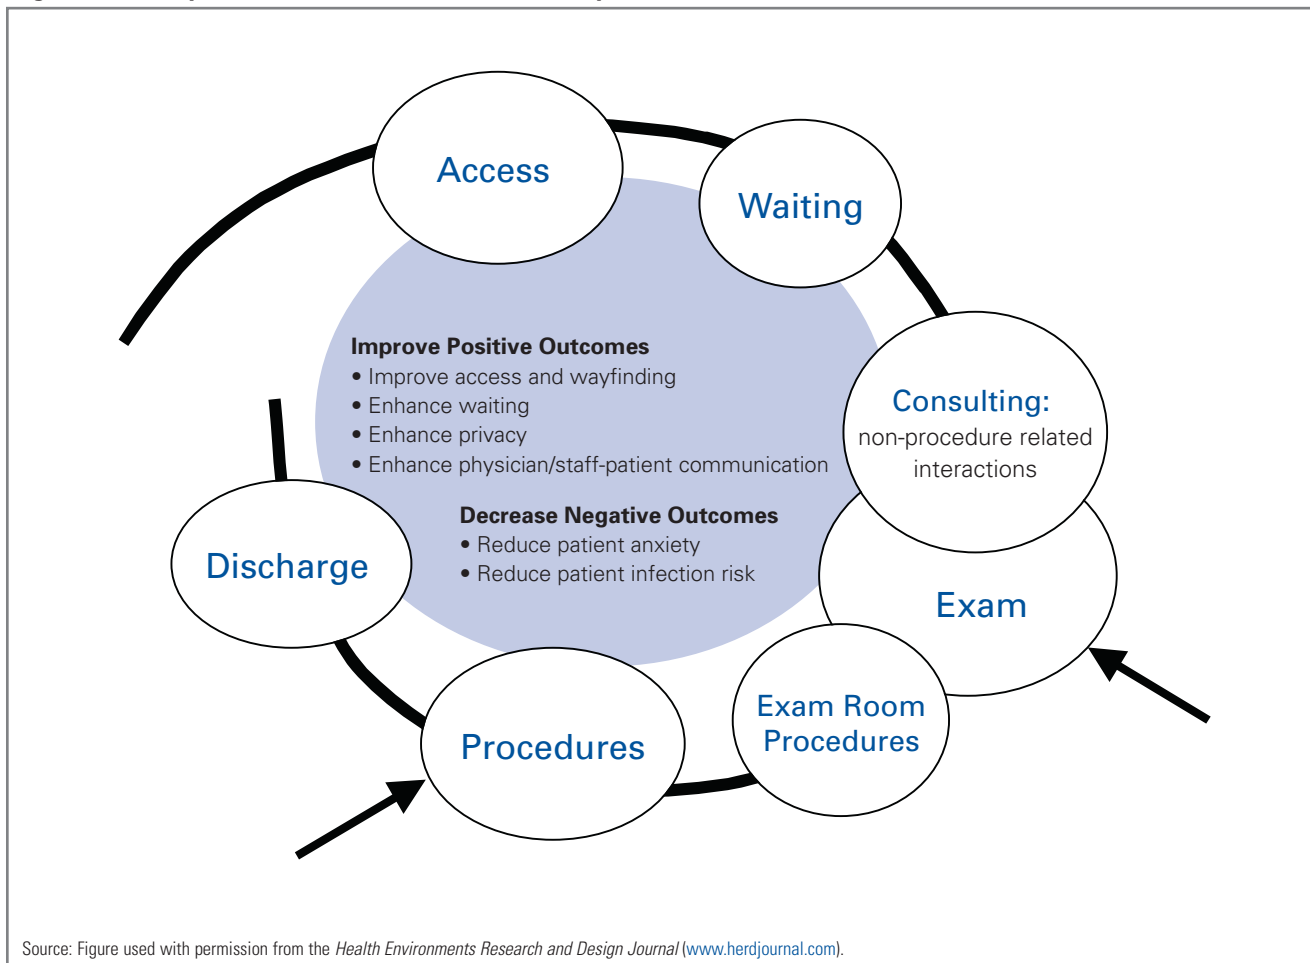 Access
Waiting
Improve Positive Outcomes
• Improve access and wayfinding
• Enhance waiting
• Enhance privacy
• Enhance physician/staff-patient communication
Consulting:
non-procedure related
interactions
Decrease Negative Outcomes
• Reduce patient anxiety
• Reduce patient infection risk
Discharge
Exam
Exam Room
Procedures
Procedures
Source: Figure used with permission from the Health Environments Research and Design Journal (www.herdjournal.com).